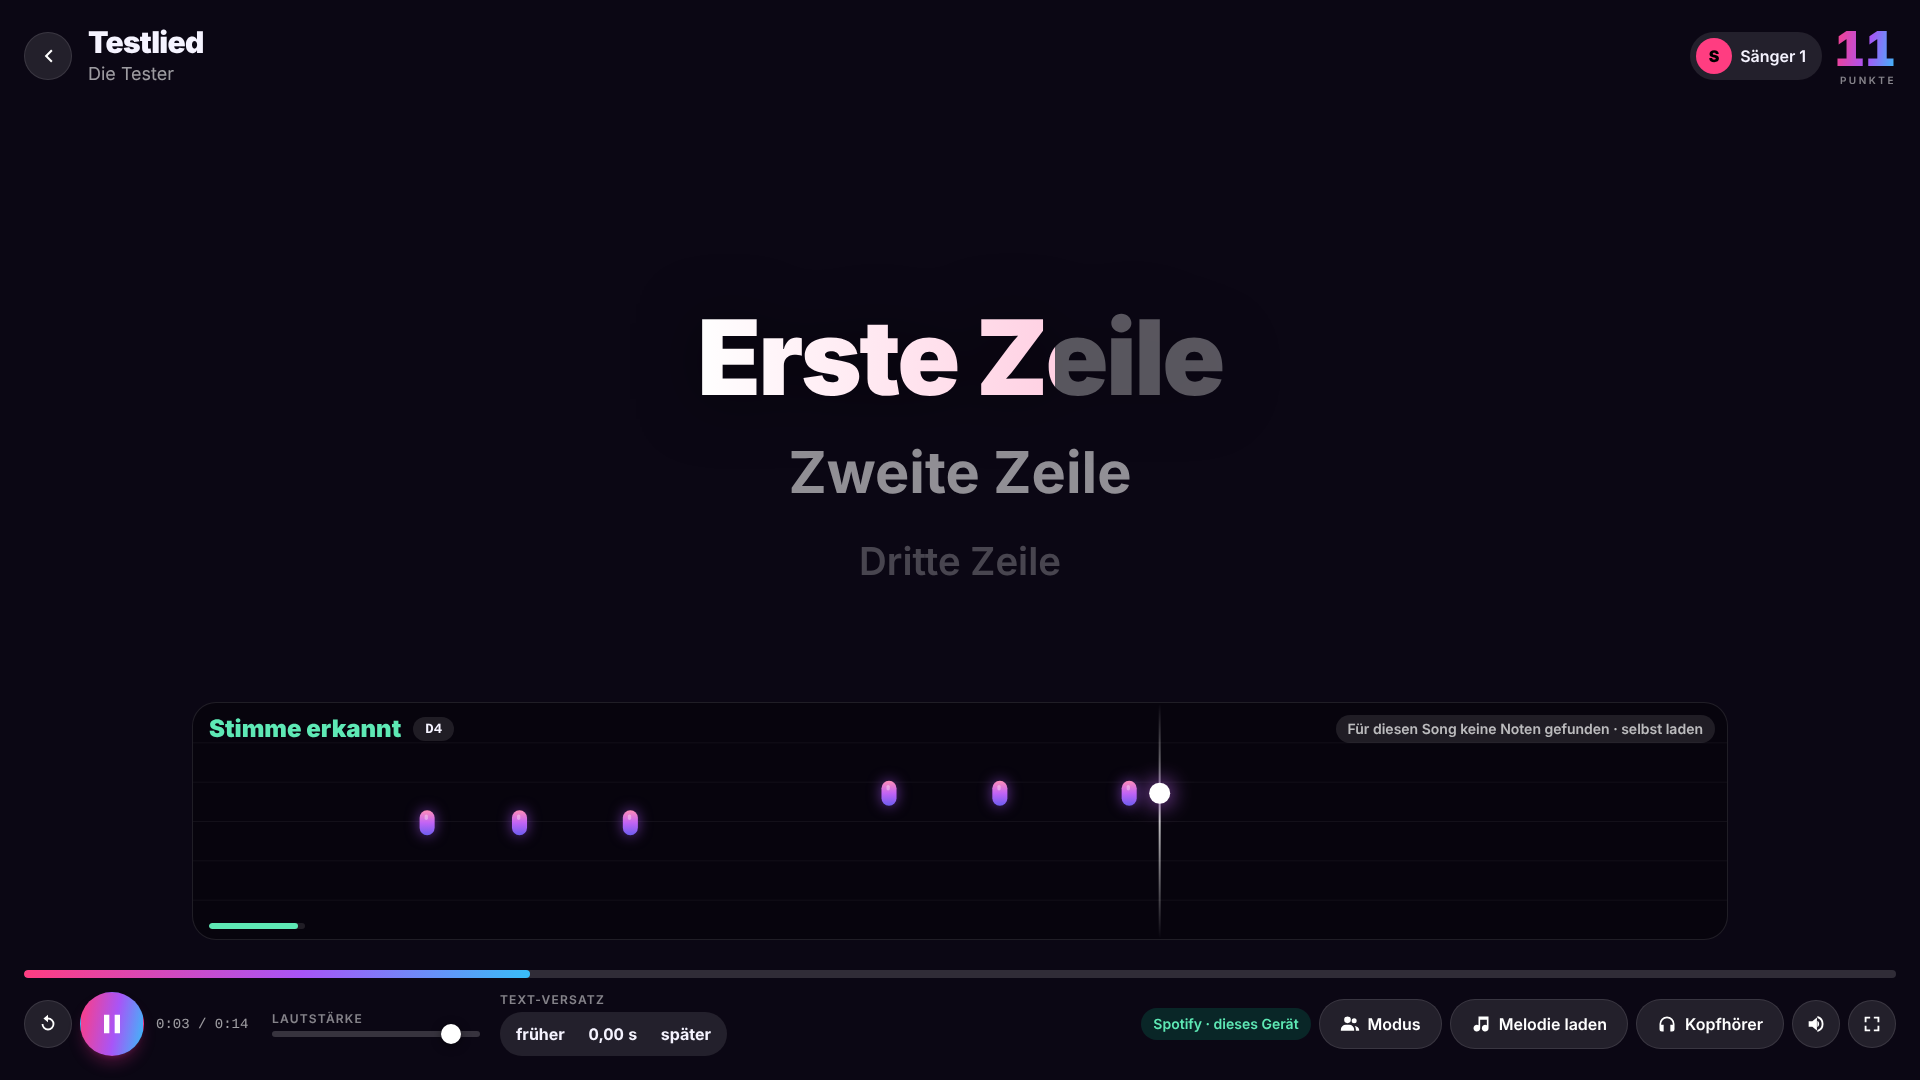 Testlied
Die Tester
S Sänger 1
11
PUNKTE
Erste Zeile
Zweite Zeile
Dritte Zeile
Stimme erkannt D4
Für diesen Song keine Noten gefunden · selbst laden
0:03 / 0:14
LAUTSTÄRKE
TEXT-VERSATZ
früher 0,00 s später
Spotify · dieses Gerät
Modus
Melodie laden
Kopfhörer